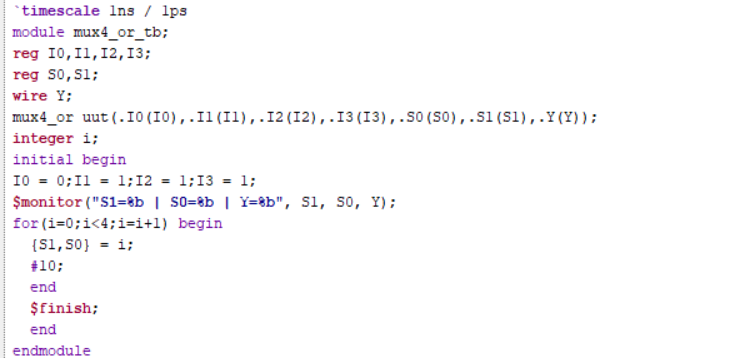 `timescale 1ns / 1ps
module mux4_or_tb;
reg I0,I1,I2,I3;
reg S0,S1;
wire Y;
mux4_or uut(.I0(I0),.I1(I1),.I2(I2),.I3(I3),.S0(S0),.S1(S1),.Y(Y));
integer i;
initial begin
I0 = 0;I1 = 1;I2 = 1;I3 = 1;
$monitor("S1=%b | S0=%b | Y=%b", S1, S0, Y);
for(i=0;i<4;i=i+1) begin
{S1,S0} = i;
#10;
end
$finish;
end
endmodule